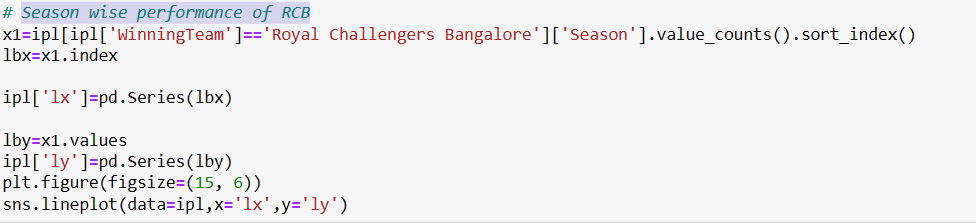 # Season wise performance of RCB
x1=ipl[ipl['WinningTeam']=='Royal Challengers Bangalore']['Season'].value_counts().sort_index()
lbx=x1.index
ipl['lx']=pd.Series(lbx)
lby=x1.values
ipl['ly']=pd.Series(lby)
plt.figure(figsize=(15, 6))
sns.lineplot(data=ipl,x='lx',y='ly')